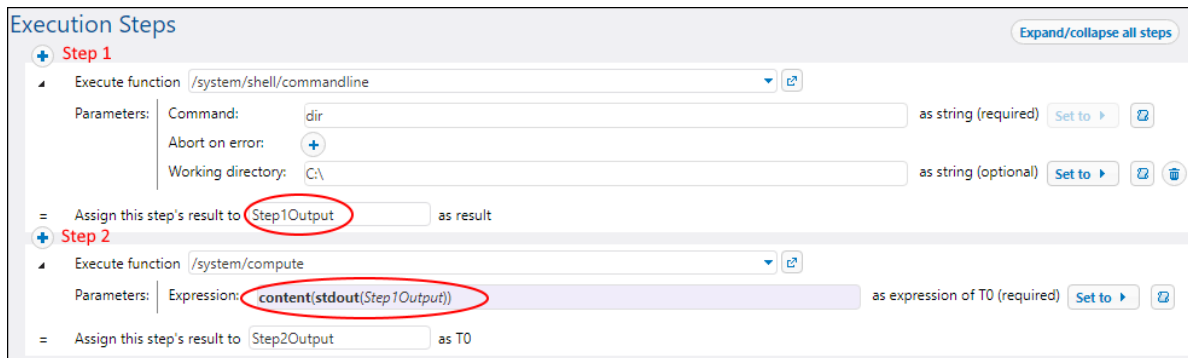 Execution Steps
Expand/collapse all steps
Step 1
Execute function /system/shell/commandline
Parameters: Command: dir as string (required) Set to
Abort on error:
Working directory: C:\ as string (optional) Set to
= Assign this step's result to Step1Output as result
Step 2
Execute function /system/compute
Parameters: Expression: content(stdout(Step1Output)) as expression of T0 (required) Set to
= Assign this step's result to Step2Output as T0